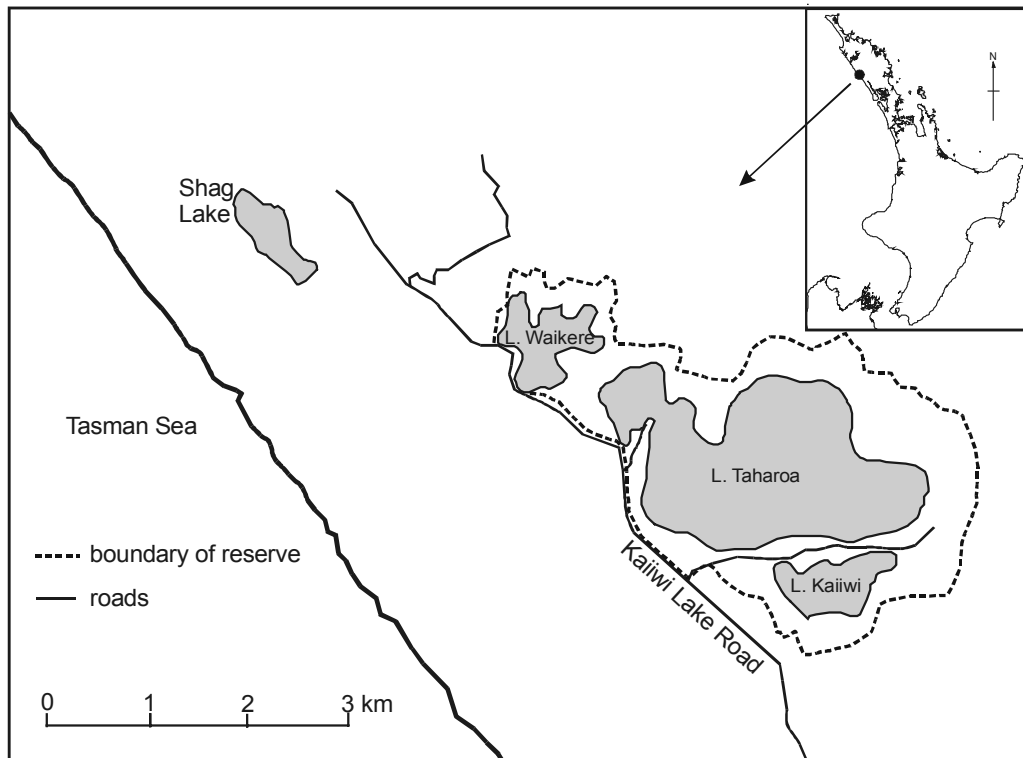 N
Shag
Lake
L. Waikere
Tasman Sea
L. Taharoa
boundary of reserve
roads
L. Kaiiwi
Kaiiwi Lake Road
0 1 2 3 km